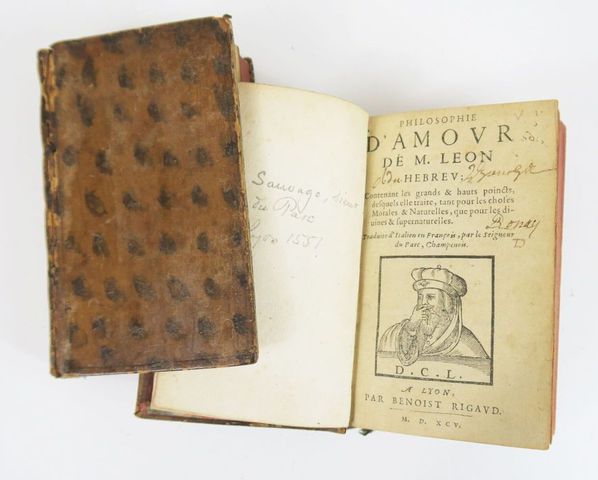 Sauvage, Sieur
du Parc
Lyon 1551
PHILOSOPHIE
D'AMOVR
DE M. LEON
HEBREV:
Contenant les grands & hauts poincts,
desquels elle traite, tant pour les choses
Morales & Naturelles, que pour les di-
uines & supernaturelles.
Traduite d'Italien en François, par le Seigneur
du Parc, Champenois.
D. C. L.
A LYON,
PAR BENOIST RIGAVD.
M. D. XCV.